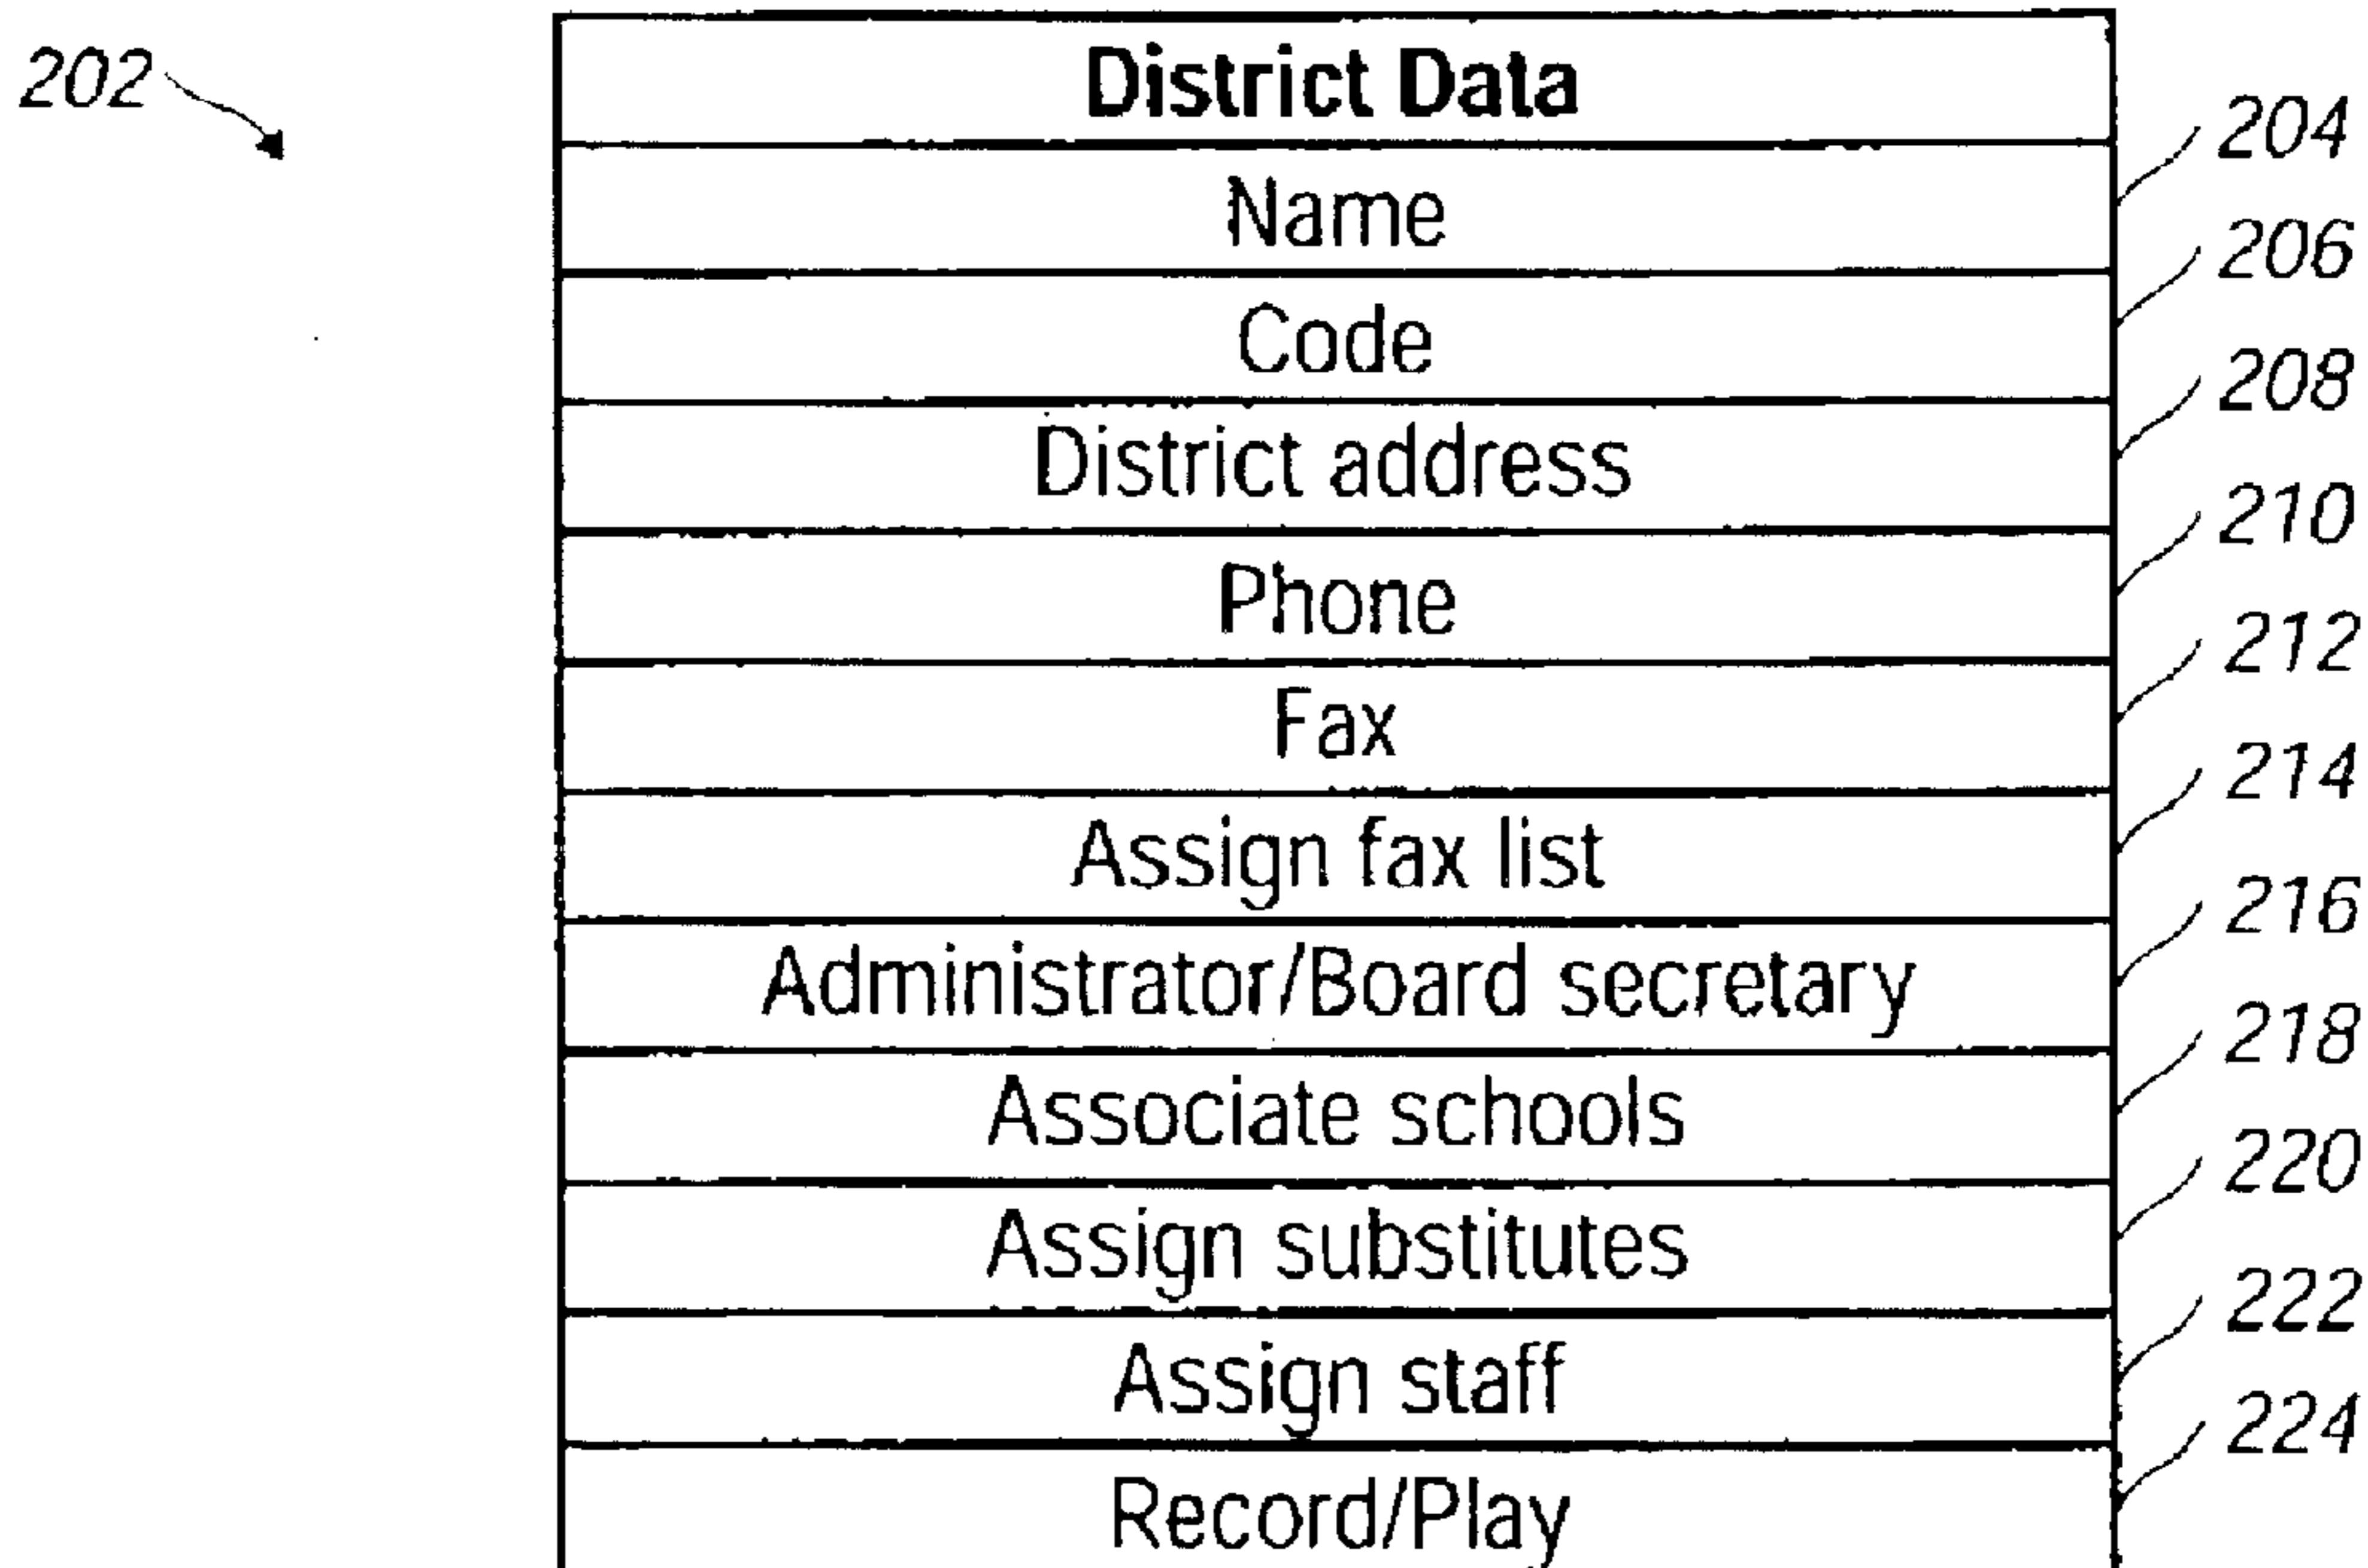 202
District Data
204
Name
206
Code
208
District address
210
Phone
212
Fax
214
Assign fax list
216
Administrator/Board secretary
218
Associate schools
220
Assign substitutes
222
Assign staff
224
Record/Play